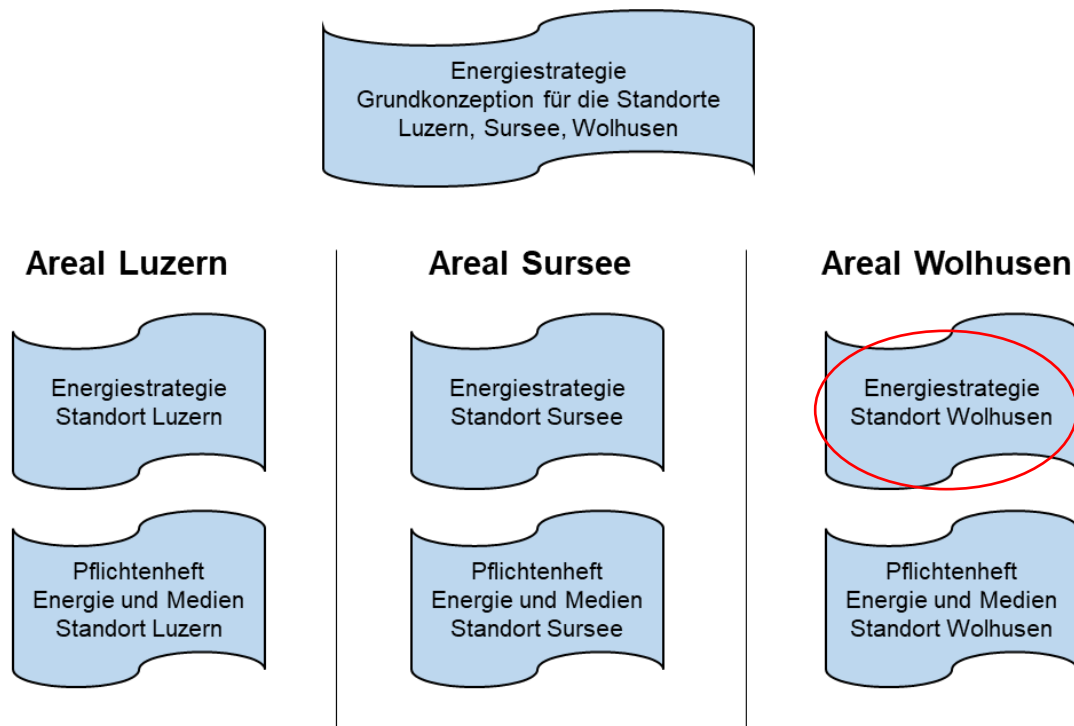 Energiestrategie
Grundkonzeption für die Standorte
Luzern, Sursee, Wolhusen
Areal Luzern
Energiestrategie
Standort Luzern
Pflichtenheft
Energie und Medien
Standort Luzern
Areal Sursee
Energiestrategie
Standort Sursee
Pflichtenheft
Energie und Medien
Standort Sursee
Areal Wolhusen
Energiestrategie
Standort Wolhusen
Pflichtenheft
Energie und Medien
Standort Wolhusen